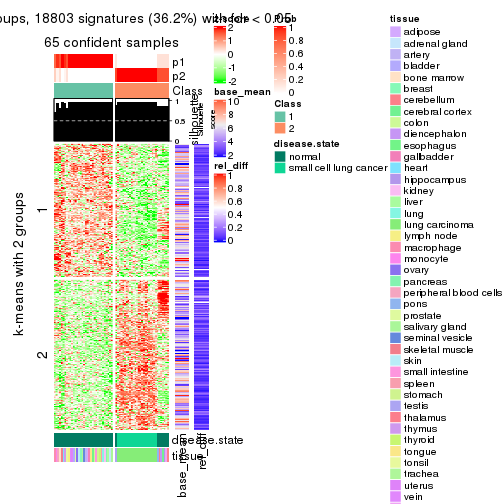 oups, 18803 signatures (36.2%) with fdr < 0.05
65 confident samples
p1
p2
Class
1
0.5
0
silhouette
score
k-means with 2 groups
1
2
disease.state
tissue
base_mean
rel_diff
z-score
2
1
0
-1
-2
base_mean
10
8
6
4
2
rel_diff
1
0.8
0.6
0.4
0.2
0
Prob
1
0.8
0.6
0.4
0.2
0
Class
1
2
disease.state
normal
small cell lung cancer
tissue
adipose
adrenal gland
artery
bladder
bone marrow
breast
cerebellum
cerebral cortex
colon
diencephalon
esophagus
gallbadder
heart
hippocampus
kidney
liver
lung
lung carcinoma
lymph node
macrophage
monocyte
ovary
pancreas
peripheral blood cells
pons
prostate
salivary gland
seminal vesicle
skeletal muscle
skin
small intestine
spleen
stomach
testis
thalamus
thymus
thyroid
tongue
tonsil
trachea
uterus
vein